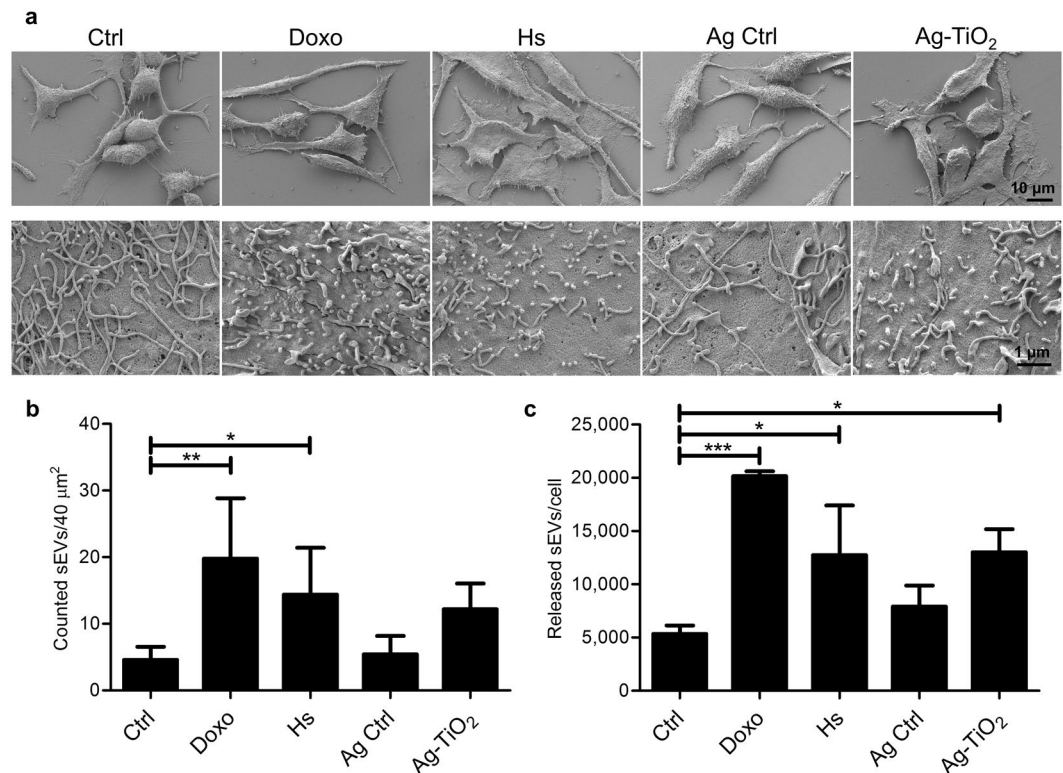 a
Ctrl Doxo Hs Ag Ctrl Ag-TiO₂
10 µm
1 µm
b
Counted sEVs/40 μm²
40
30
20
10
0
* 
**
Ctrl Doxo Hs Ag Ctrl Ag-TiO₂
c
Released sEVs/cell
25,000
20,000
15,000
10,000
5,000
0
*
*
***
Ctrl Doxo Hs Ag Ctrl Ag-TiO₂